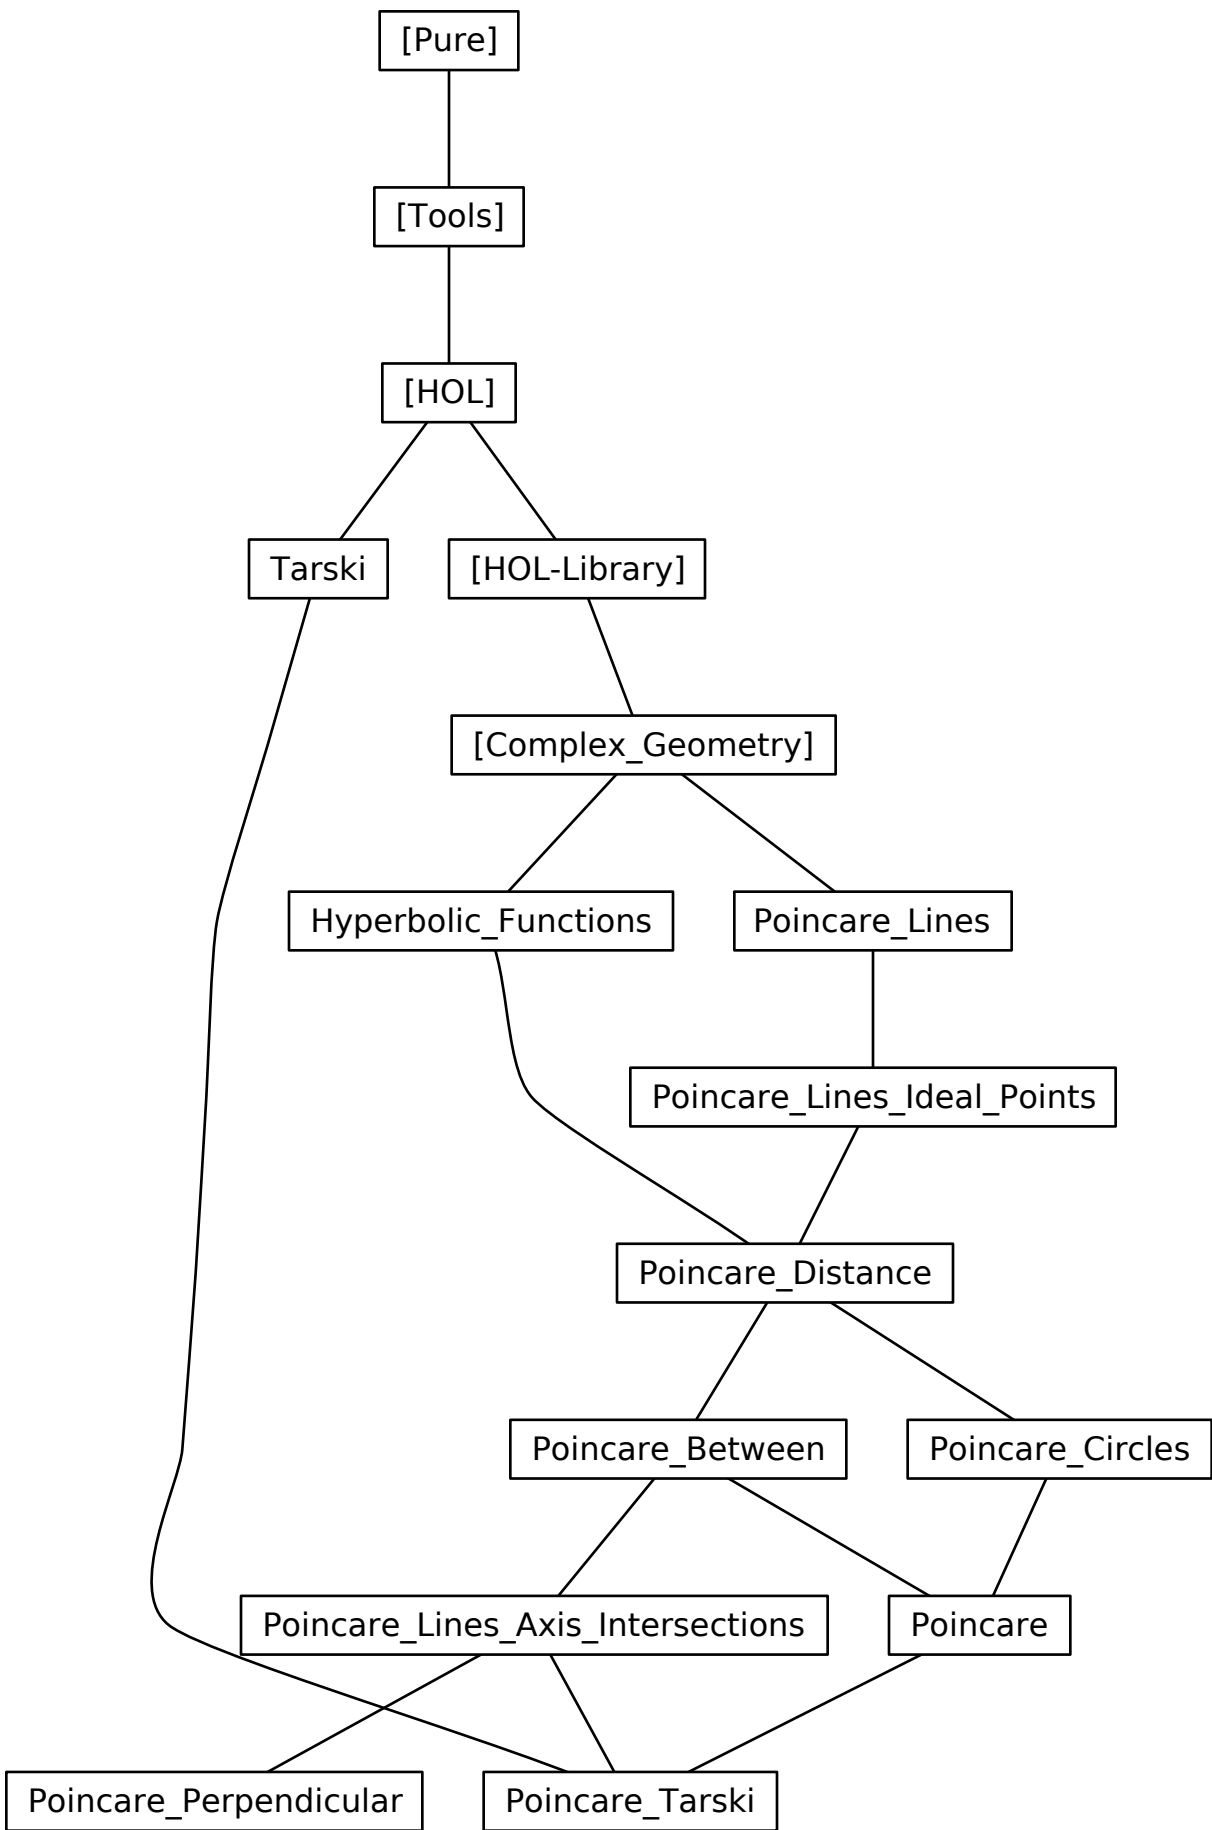 [Pure]
[Tools]
[HOL]
Tarski
[HOL-Library]
[Complex_Geometry]
Hyperbolic_Functions
Poincare_Lines
Poincare_Lines_Ideal_Points
Poincare_Distance
Poincare_Between
Poincare_Circles
Poincare_Lines_Axis_Intersections
Poincare
Poincare_Perpendicular
Poincare_Tarski